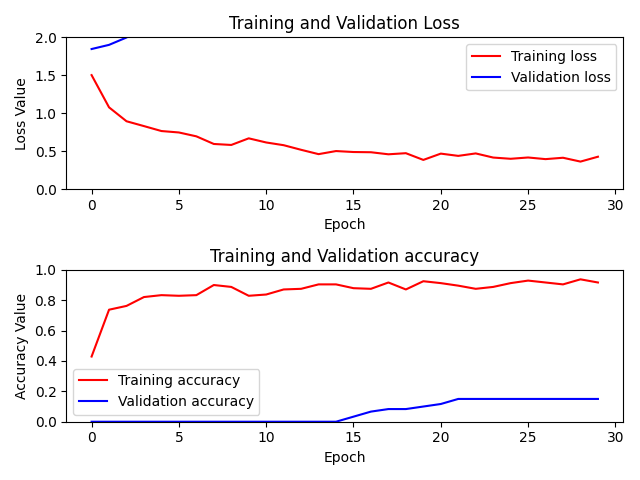 Training and Validation Loss
2.0
1.5
1.0
0.5
0.0
Loss Value
Training loss
Validation loss
0 5 10 15 20 25 30
Epoch
Training and Validation accuracy
1.0
0.8
0.6
0.4
0.2
0.0
Accuracy Value
Training accuracy
Validation accuracy
0 5 10 15 20 25 30
Epoch